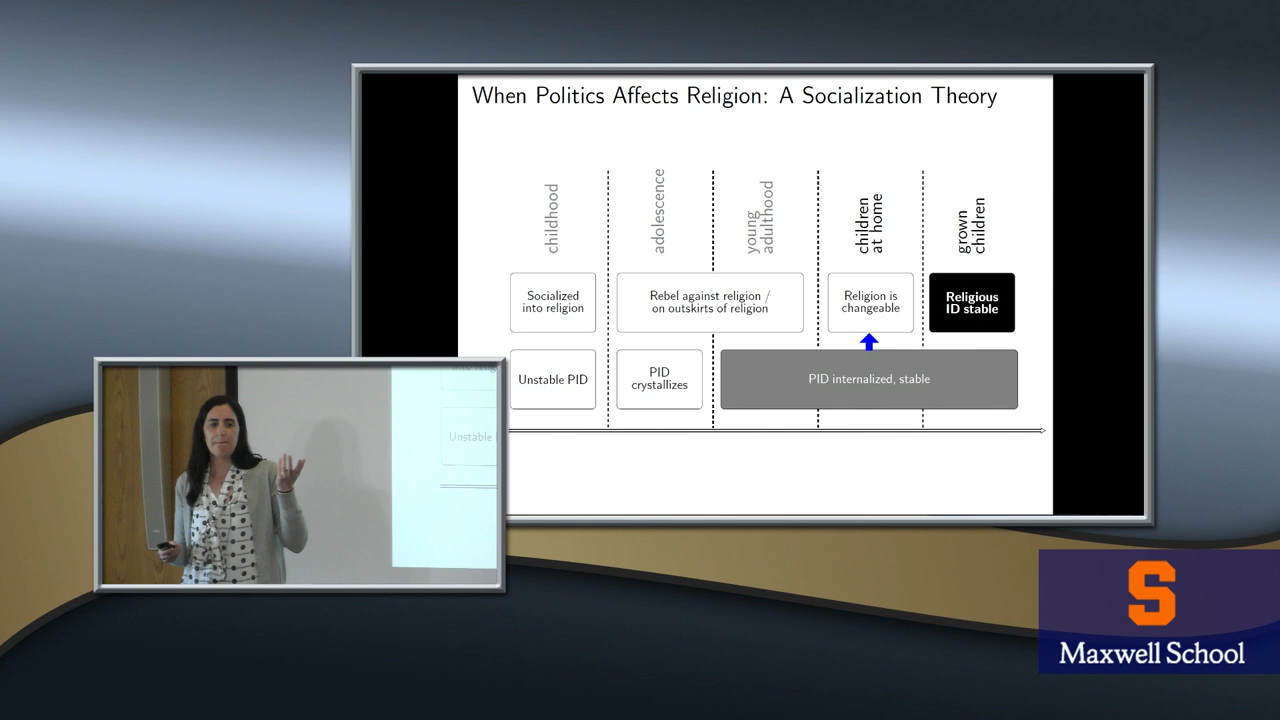 When Politics Affects Religion: A Socialization Theory
childhood
adolescence
young
adulthood
children
at home
grown
children
Socialized
into religion
Rebel against religion /
on outskirts of religion
Religion is
changeable
Religious
ID stable
Unstable PID
PID
crystallizes
PID internalized, stable
Unstable
S
Maxwell School